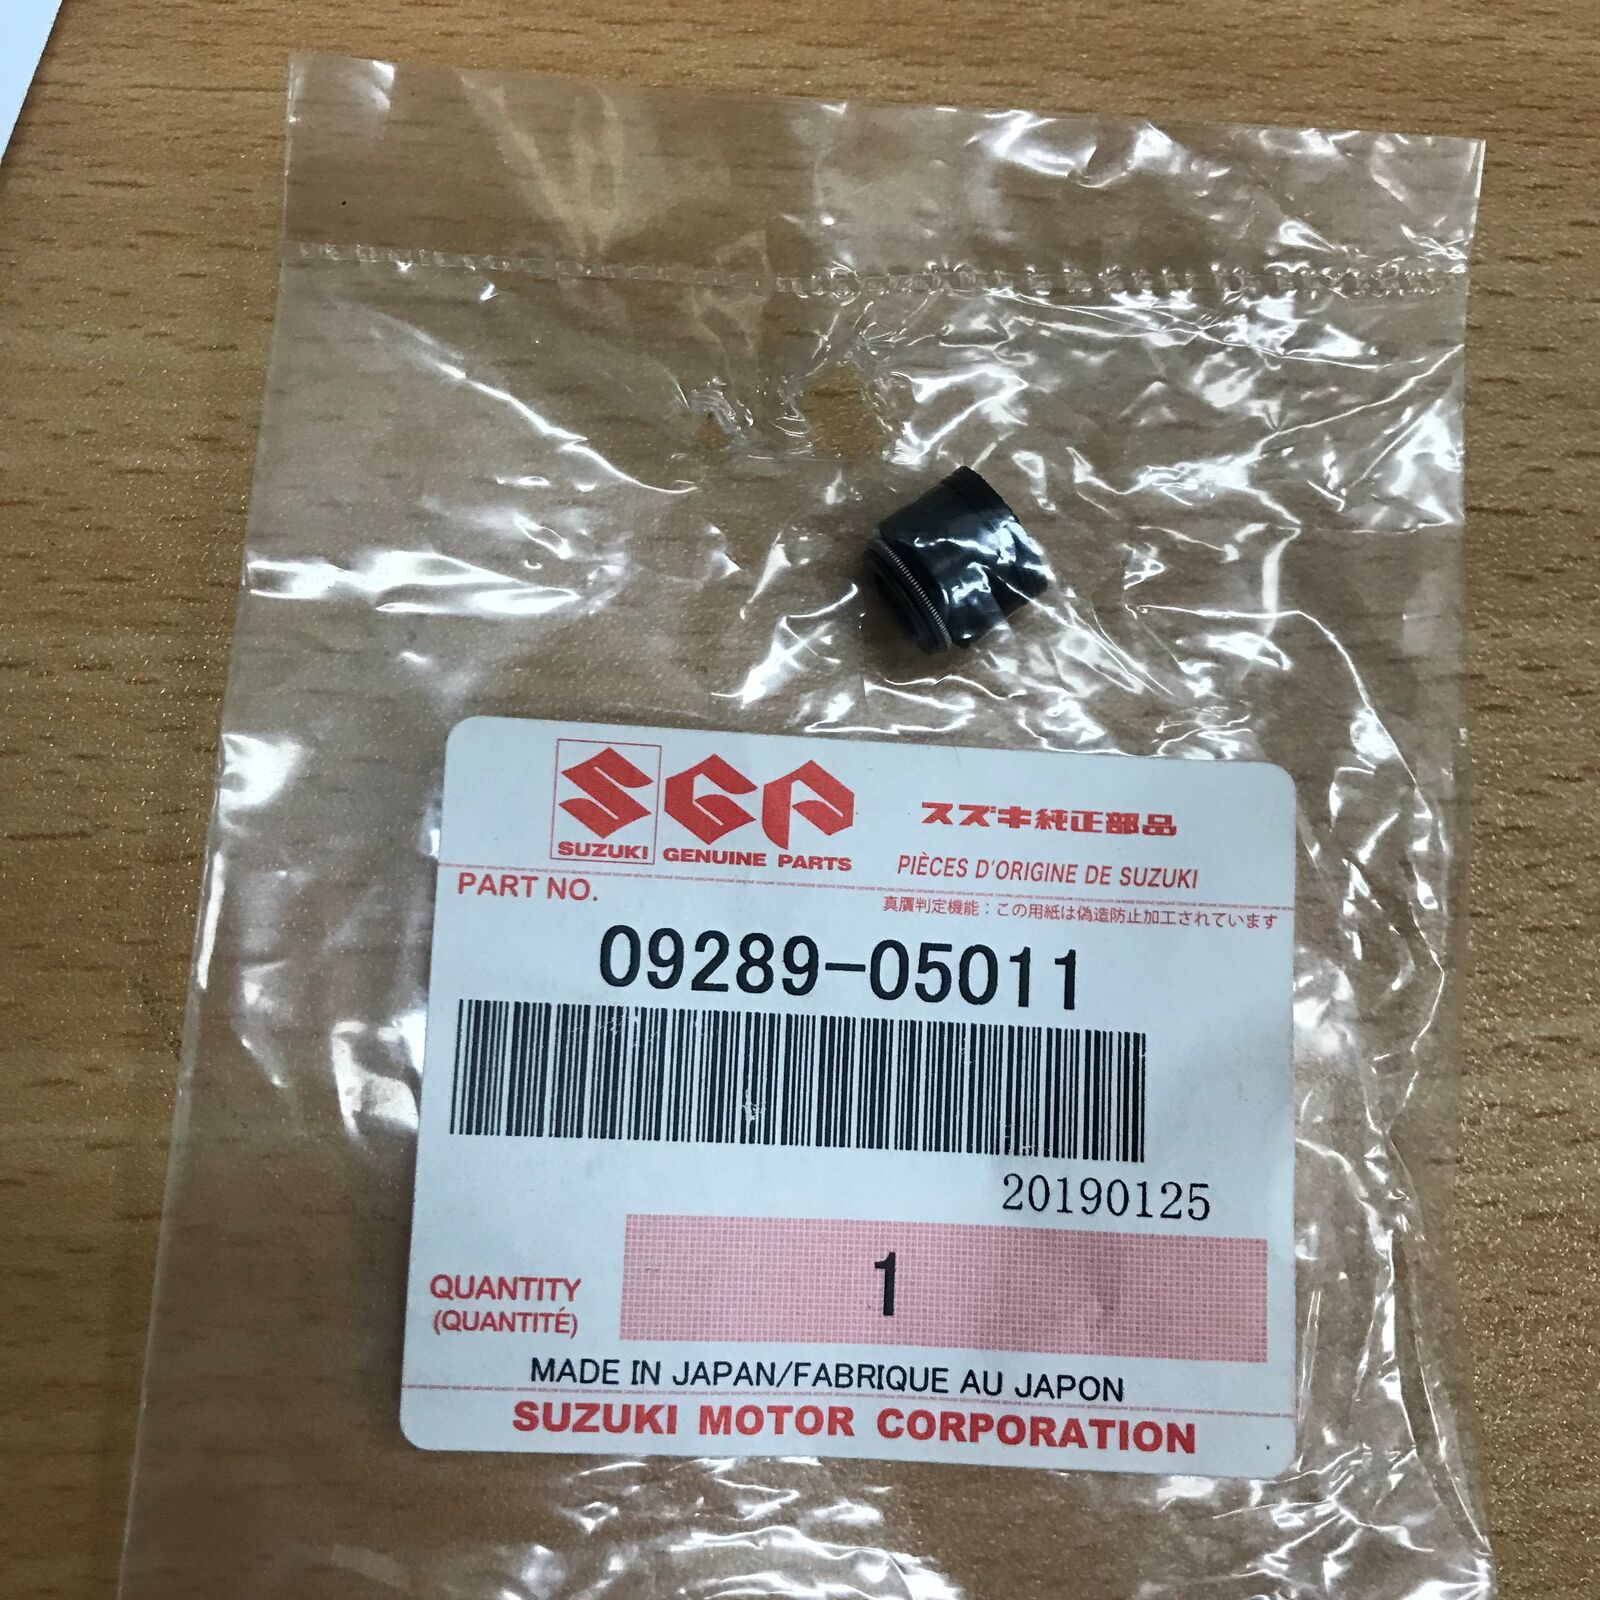 SUZUKI
SGP
GENUINE PARTS
スズキ純正部品
PIÈCES D'ORIGINE DE SUZUKI
PART NO.
真贋判定機能：この用紙は偽造防止加工されています
09289-05011
20190125
QUANTITY
(QUANTITÉ)
1
MADE IN JAPAN/FABRIQUE AU JAPON
SUZUKI MOTOR CORPORATION